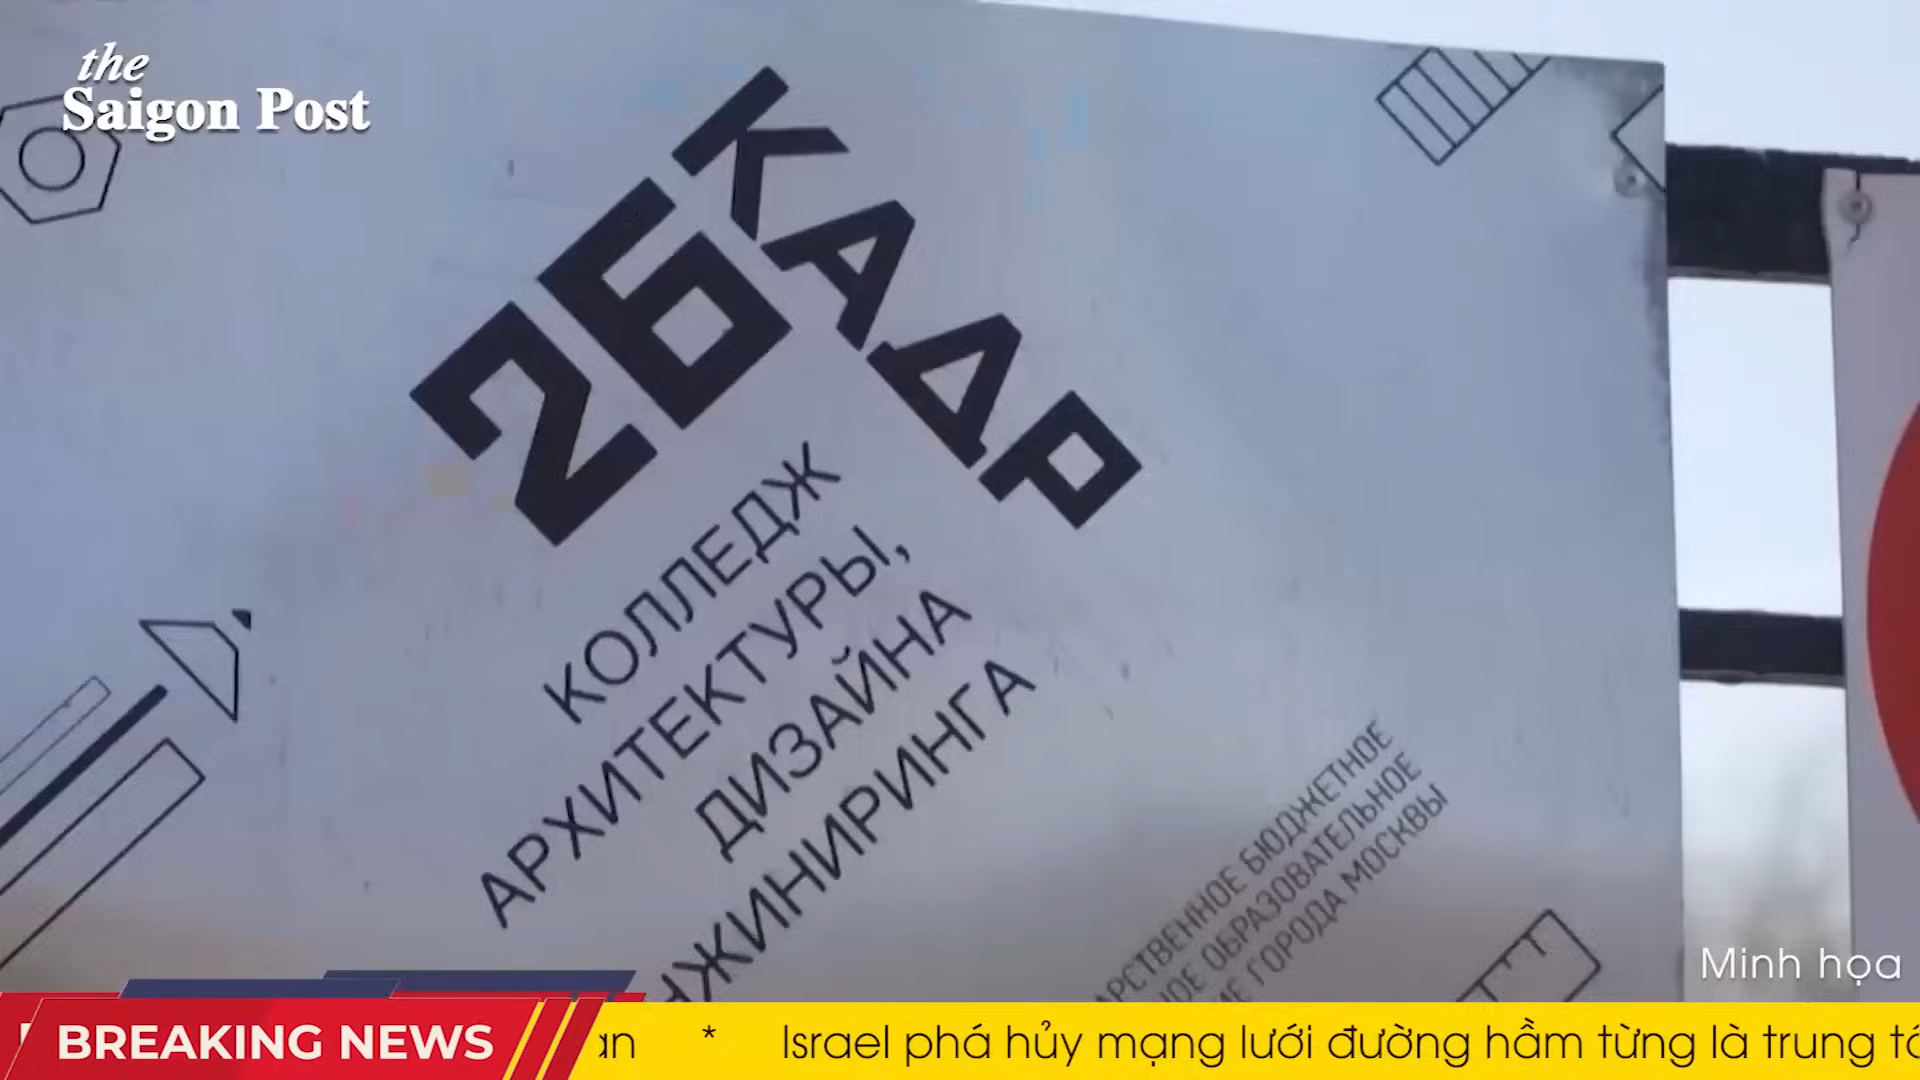 the
Saigon Post
26
КАДР
КОЛЛЕДЖ
АРХИТЕКТУРЫ,
ДИЗАЙНА
ЖИНИРИНГА
БЮДЖЕТНОЕ
ОБРАЗОВАТЕЛЬНОЕ
ГОРОДА МОСКВЫ
Minh họa
BREAKING NEWS
* Israel phá hủy mạng lưới đường hầm từng là trung